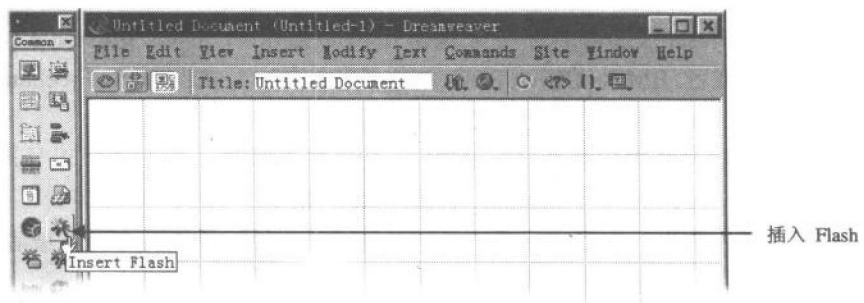 Untitled Document (Untitled-1) - Dreamweaver
Common
File Edit View Insert Modify Text Commands Site Window Help
Title: Untitled Document
插入 Flash
Insert Flash